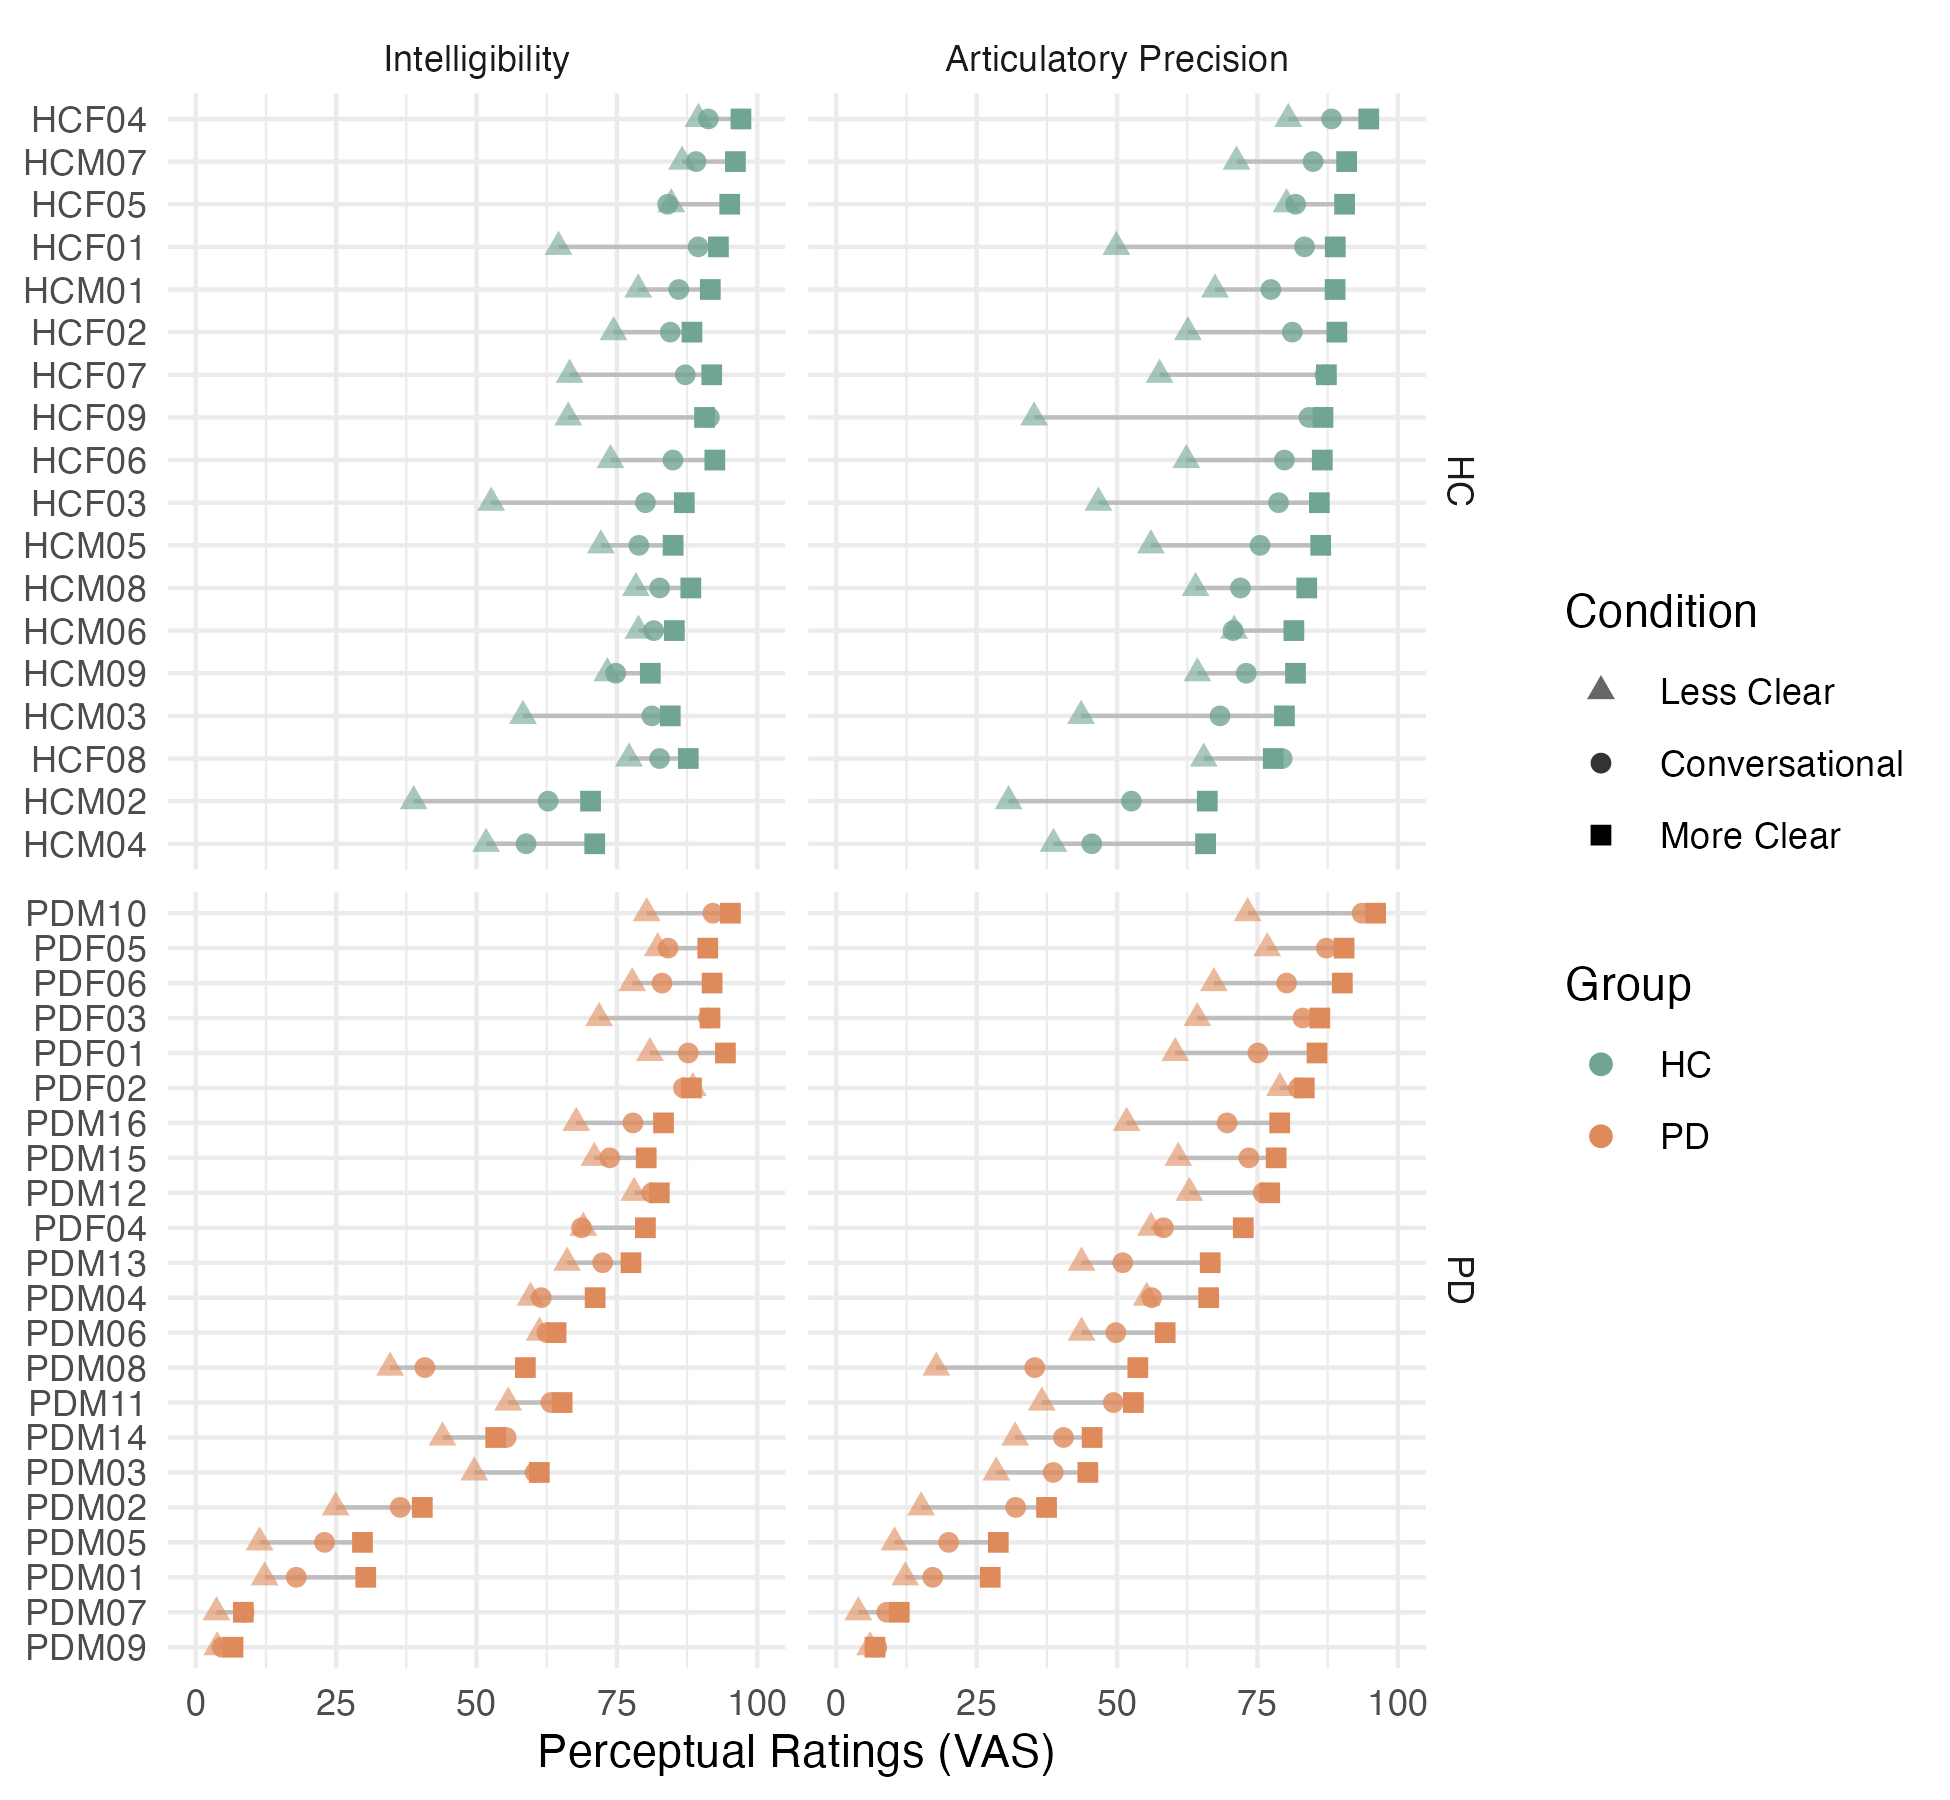 Intelligibility
Articulatory Precision
HCF04
HCM07
HCF05
HCF01
HCM01
HCF02
HCF07
HCF09
HCF06
HCF03
HCM05
HCM08
HCM06
HCM09
HCM03
HCF08
HCM02
HCM04
HC
PDM10
PDF05
PDF06
PDF03
PDF01
PDF02
PDM16
PDM15
PDM12
PDF04
PDM13
PDM04
PDM06
PDM08
PDM11
PDM14
PDM03
PDM02
PDM05
PDM01
PDM07
PDM09
PD
0 25 50 75 100
0 25 50 75 100
Perceptual Ratings (VAS)
Condition
Less Clear
Conversational
More Clear
Group
HC
PD